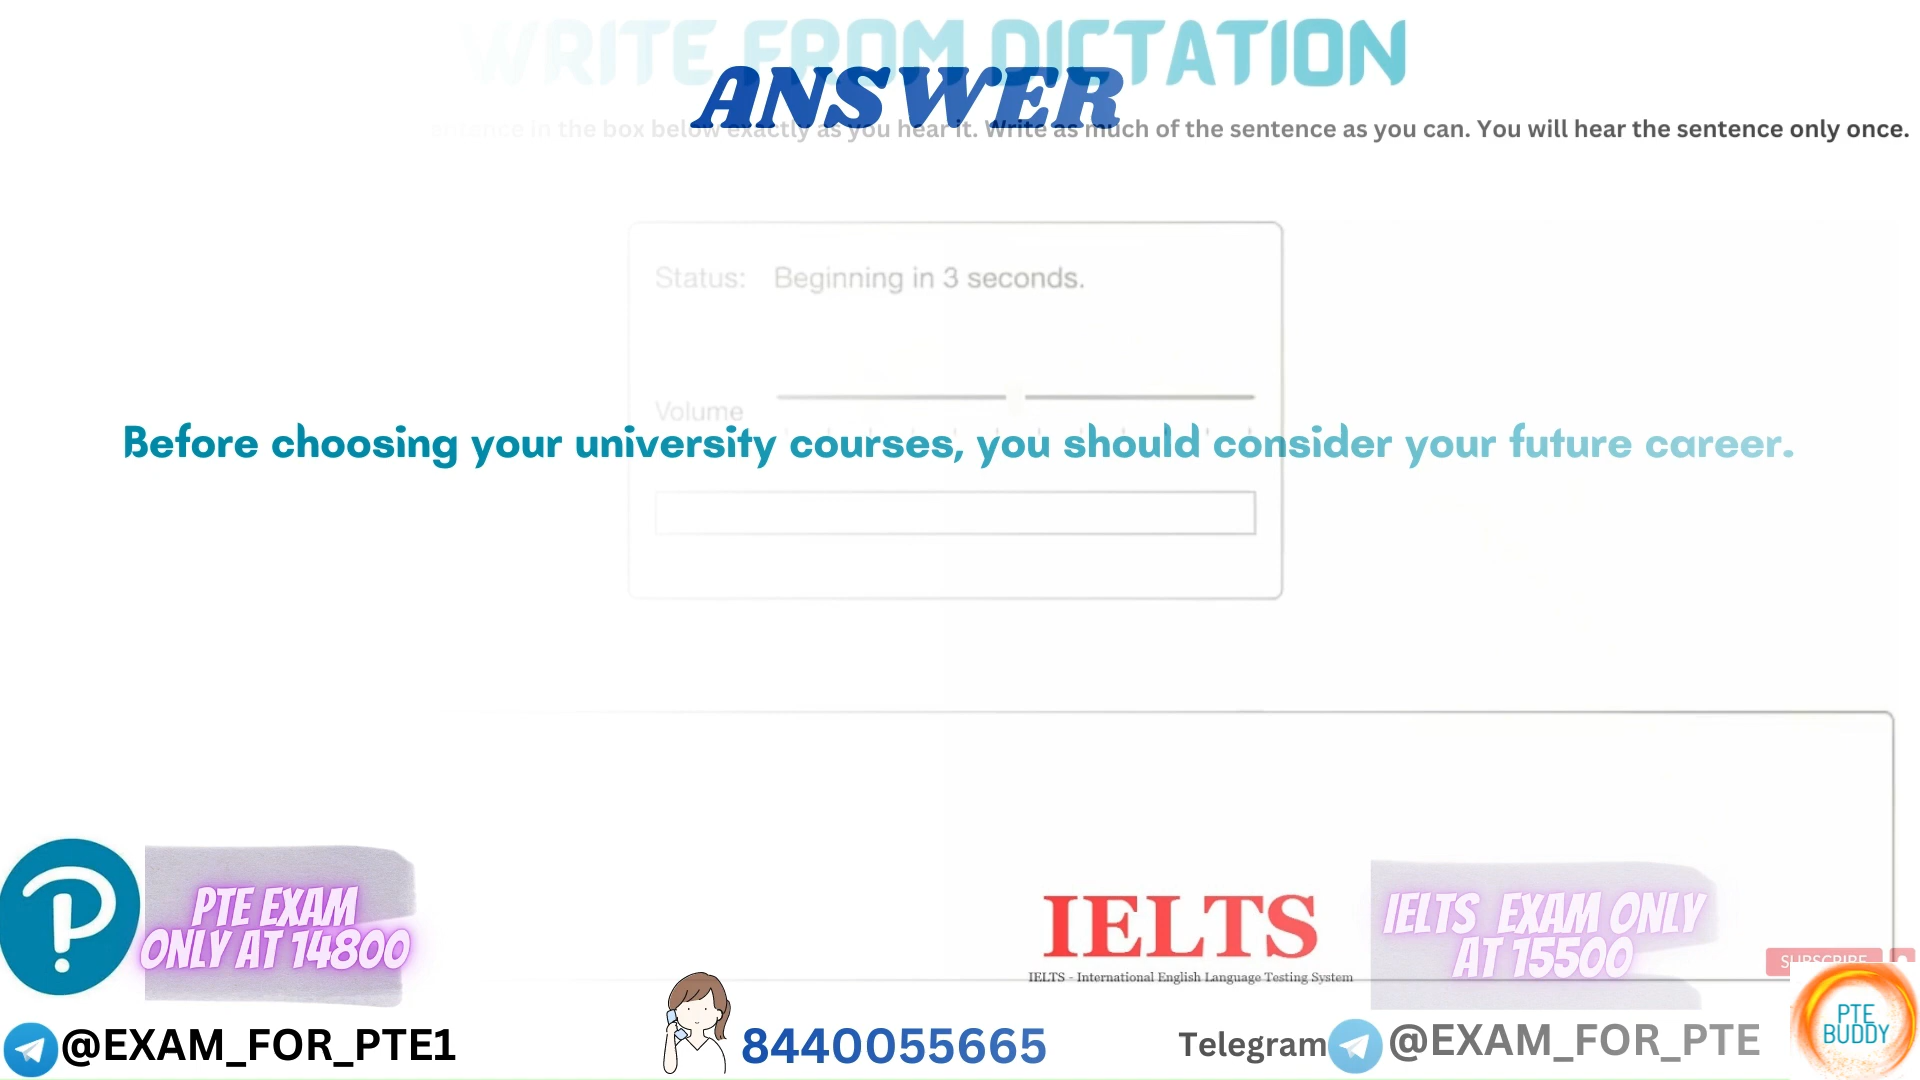 WRITE FROM DICTATION
ANSWER
entence in the box below exactly as you hear it. Write as much of the sentence as you can. You will hear the sentence only once.
Status: Beginning in 3 seconds.
Volume
Before choosing your university courses, you should consider your future career.
PTE EXAM
ONLY AT 14800
IELTS
IELTS - International English Language Testing System
IELTS EXAM ONLY
AT 15500
SUBSCRIBE
@EXAM_FOR_PTE1
8440055665
Telegram @EXAM_FOR_PTE
PTE
BUDDY